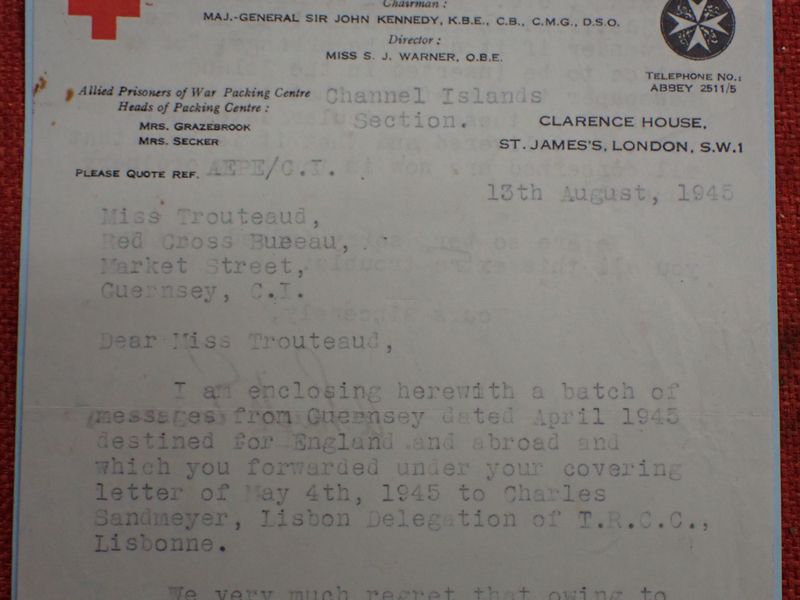 Chairman :
MAJ.-GENERAL SIR JOHN KENNEDY, K.B.E., C.B., C.M.G., D.S.O.
Director :
MISS S. J. WARNER, O.B.E.
TELEPHONE NO.:
ABBEY 2511/5
Allied Prisoners of War Packing Centre
Heads of Packing Centre :
MRS. GRAZEBROOK
MRS. SECKER
Channel Islands
Section.
CLARENCE HOUSE,
ST. JAMES'S, LONDON, S.W.1
PLEASE QUOTE REF. AEPE/C.I.
13th August, 1945
Miss Trouteaud,
Red Cross Bureau,
Market Street,
Guernsey, C.I.
Dear Miss Trouteaud,
I am enclosing herewith a batch of
messages from Guernsey dated April 1945
destined for England and abroad and
which you forwarded under your covering
letter of May 4th, 1945 to Charles
Sandmeyer, Lisbon Delegation of I.R.C.C.,
Lisbonne.
We very much regret that owing to